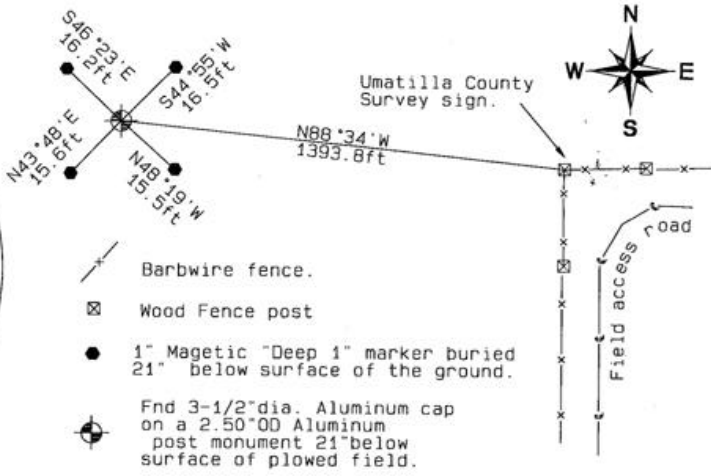 N
W E
S
S46°23'E
16.2ft
S44°55'W
16.5ft
N43°48'E
15.6ft
N48°19'W
15.5ft
N88°34'W
1393.8ft
Umatilla County
Survey sign.
Field access road
Barbwire fence.
Wood Fence post
1" Magetic "Deep 1" marker buried
21" below surface of the ground.
Fnd 3-1/2"dia. Aluminum cap
on a 2.50"OD Aluminum
post monument 21"below
surface of plowed field.